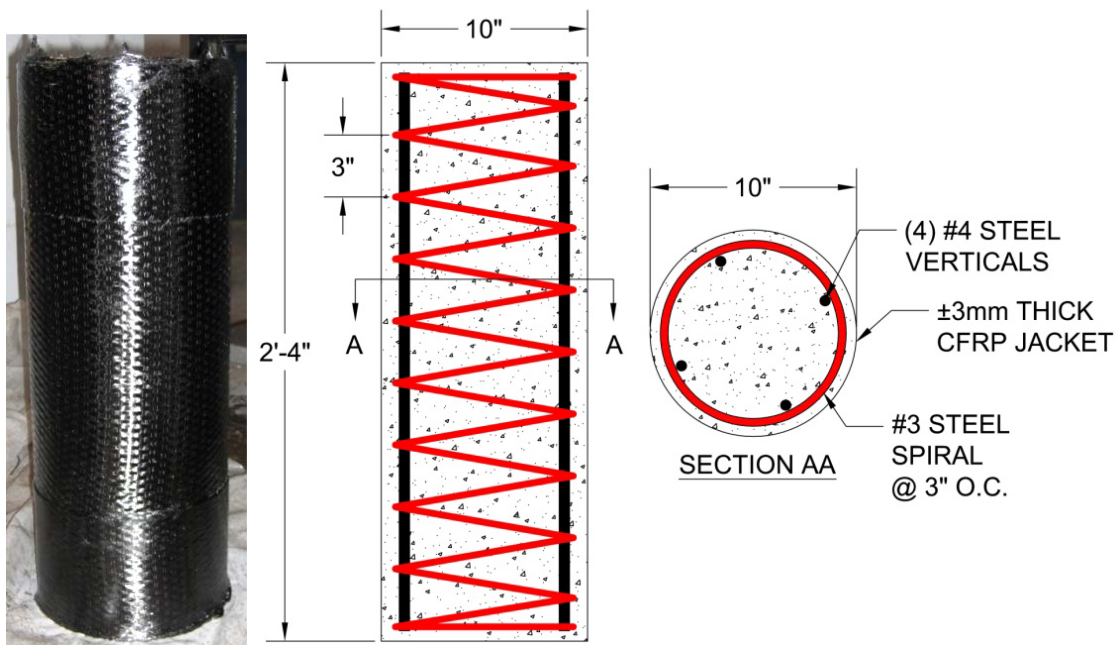 10"
3"
2'-4"
A
A
10"
(4) #4 STEEL
VERTICALS
±3mm THICK
CFRP JACKET
#3 STEEL
SPIRAL
@ 3" O.C.
SECTION AA